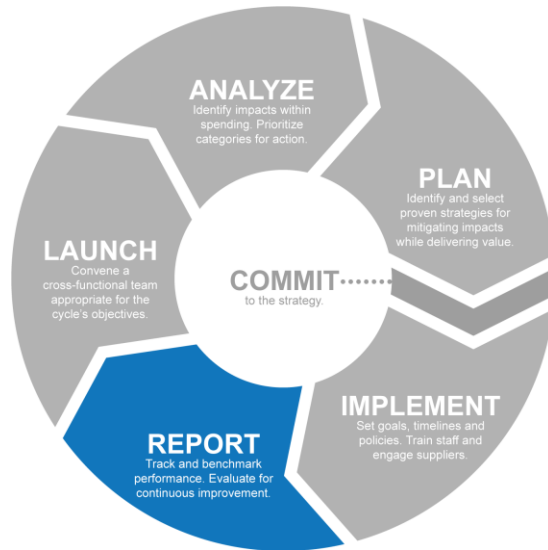 ANALYZE
Identify impacts within
spending. Prioritize
categories for action.
PLAN
Identify and select
proven strategies for
mitigating impacts
while delivering value.
LAUNCH
Convene a
cross-functional team
appropriate for the
cycle's objectives.
COMMIT
to the strategy.
IMPLEMENT
Set goals, timelines and
policies. Train staff and
engage suppliers.
REPORT
Track and benchmark
performance. Evaluate for
continuous improvement.